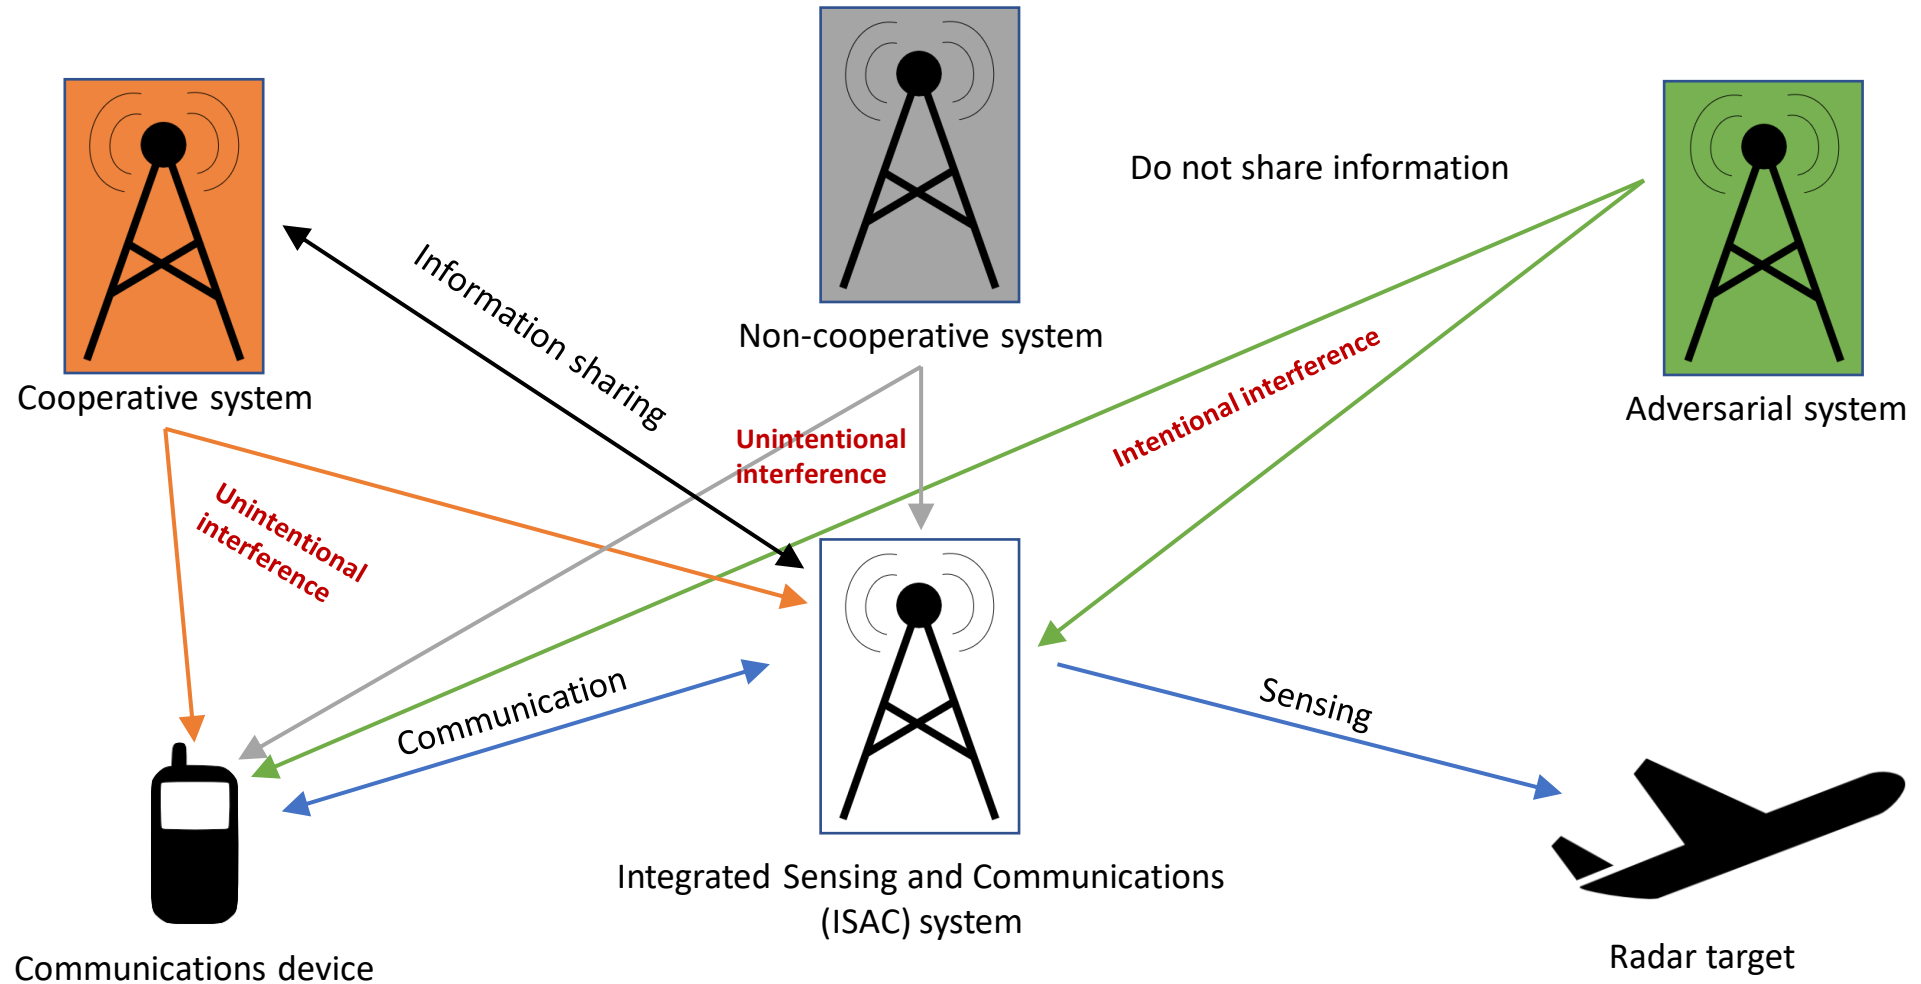 Do not share information
Information sharing
Non-cooperative system
Cooperative system
Adversarial system
Unintentional
interference
Intentional interference
Unintentional
interference
Communication
Sensing
Integrated Sensing and Communications
(ISAC) system
Communications device
Radar target